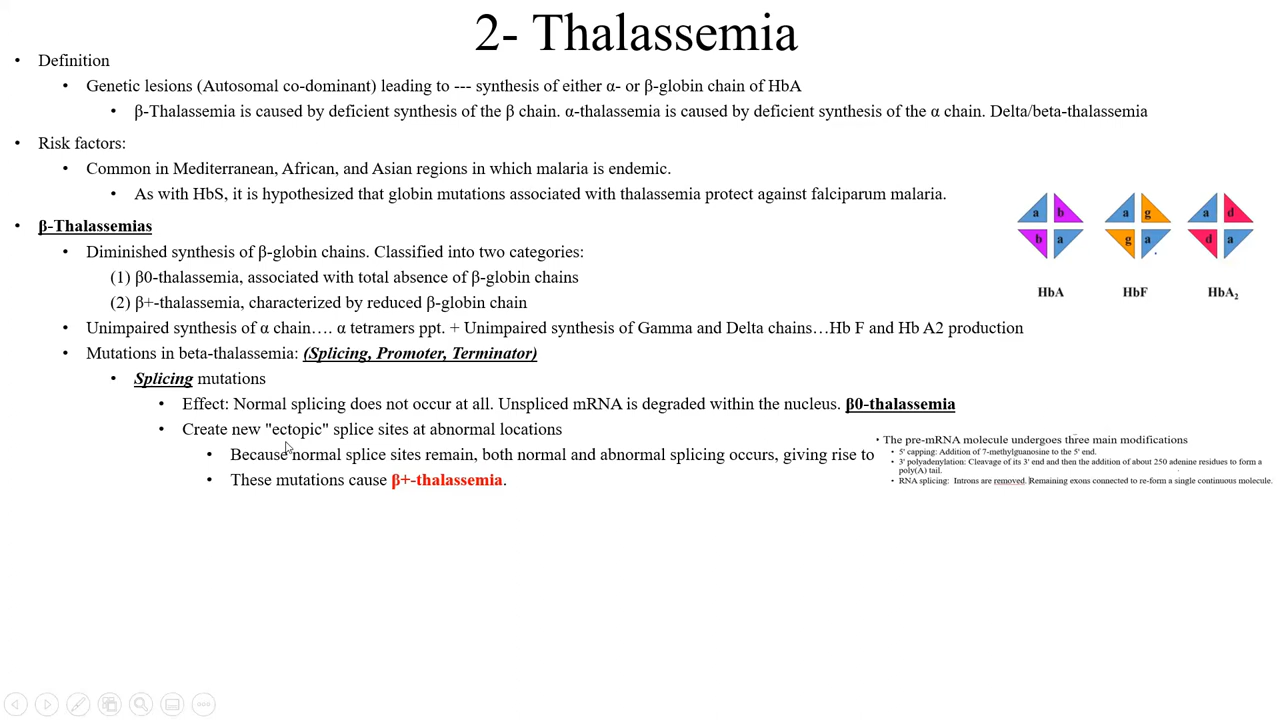 2- Thalassemia
• Definition
• Genetic lesions (Autosomal co-dominant) leading to --- synthesis of either α- or β-globin chain of HbA
• β-Thalassemia is caused by deficient synthesis of the β chain. α-thalassemia is caused by deficient synthesis of the α chain. Delta/beta-thalassemia
• Risk factors:
• Common in Mediterranean, African, and Asian regions in which malaria is endemic.
• As with HbS, it is hypothesized that globin mutations associated with thalassemia protect against falciparum malaria.
• β-Thalassemias
• Diminished synthesis of β-globin chains. Classified into two categories:
(1) β0-thalassemia, associated with total absence of β-globin chains
(2) β+-thalassemia, characterized by reduced β-globin chain
• Unimpaired synthesis of α chain…. α tetramers ppt. + Unimpaired synthesis of Gamma and Delta chains…Hb F and Hb A2 production
• Mutations in beta-thalassemia: (Splicing, Promoter, Terminator)
• Splicing mutations
• Effect: Normal splicing does not occur at all. Unspliced mRNA is degraded within the nucleus. β0-thalassemia
• Create new "ectopic" splice sites at abnormal locations
• Because normal splice sites remain, both normal and abnormal splicing occurs, giving rise to
• These mutations cause β+-thalassemia.
a b a g a d
b a g a d a
HbA HbF HbA₂
• The pre-mRNA molecule undergoes three main modifications
• 5' capping: Addition of 7-methylguanosine to the 5' end.
• 3' polyadenylation: Cleavage of its 3' end and then the addition of about 250 adenine residues to form a
poly(A) tail.
• RNA splicing: Introns are removed. Remaining exons connected to re-form a single continuous molecule.